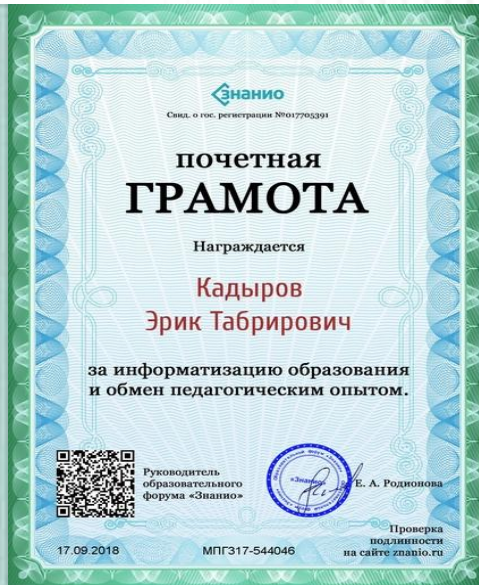 Знанио
Свид. о гос. регистрации №017705391
почетная
ГРАМОТА
Награждается
Кадыров
Эрик Табрирович
за информатизацию образования
и обмен педагогическим опытом.
Руководитель
образовательного
форума «Знанио»
«Знанио»
Е. А. Родионова
17.09.2018
МПГ317-544046
Проверка
подлинности
на сайте znanio.ru